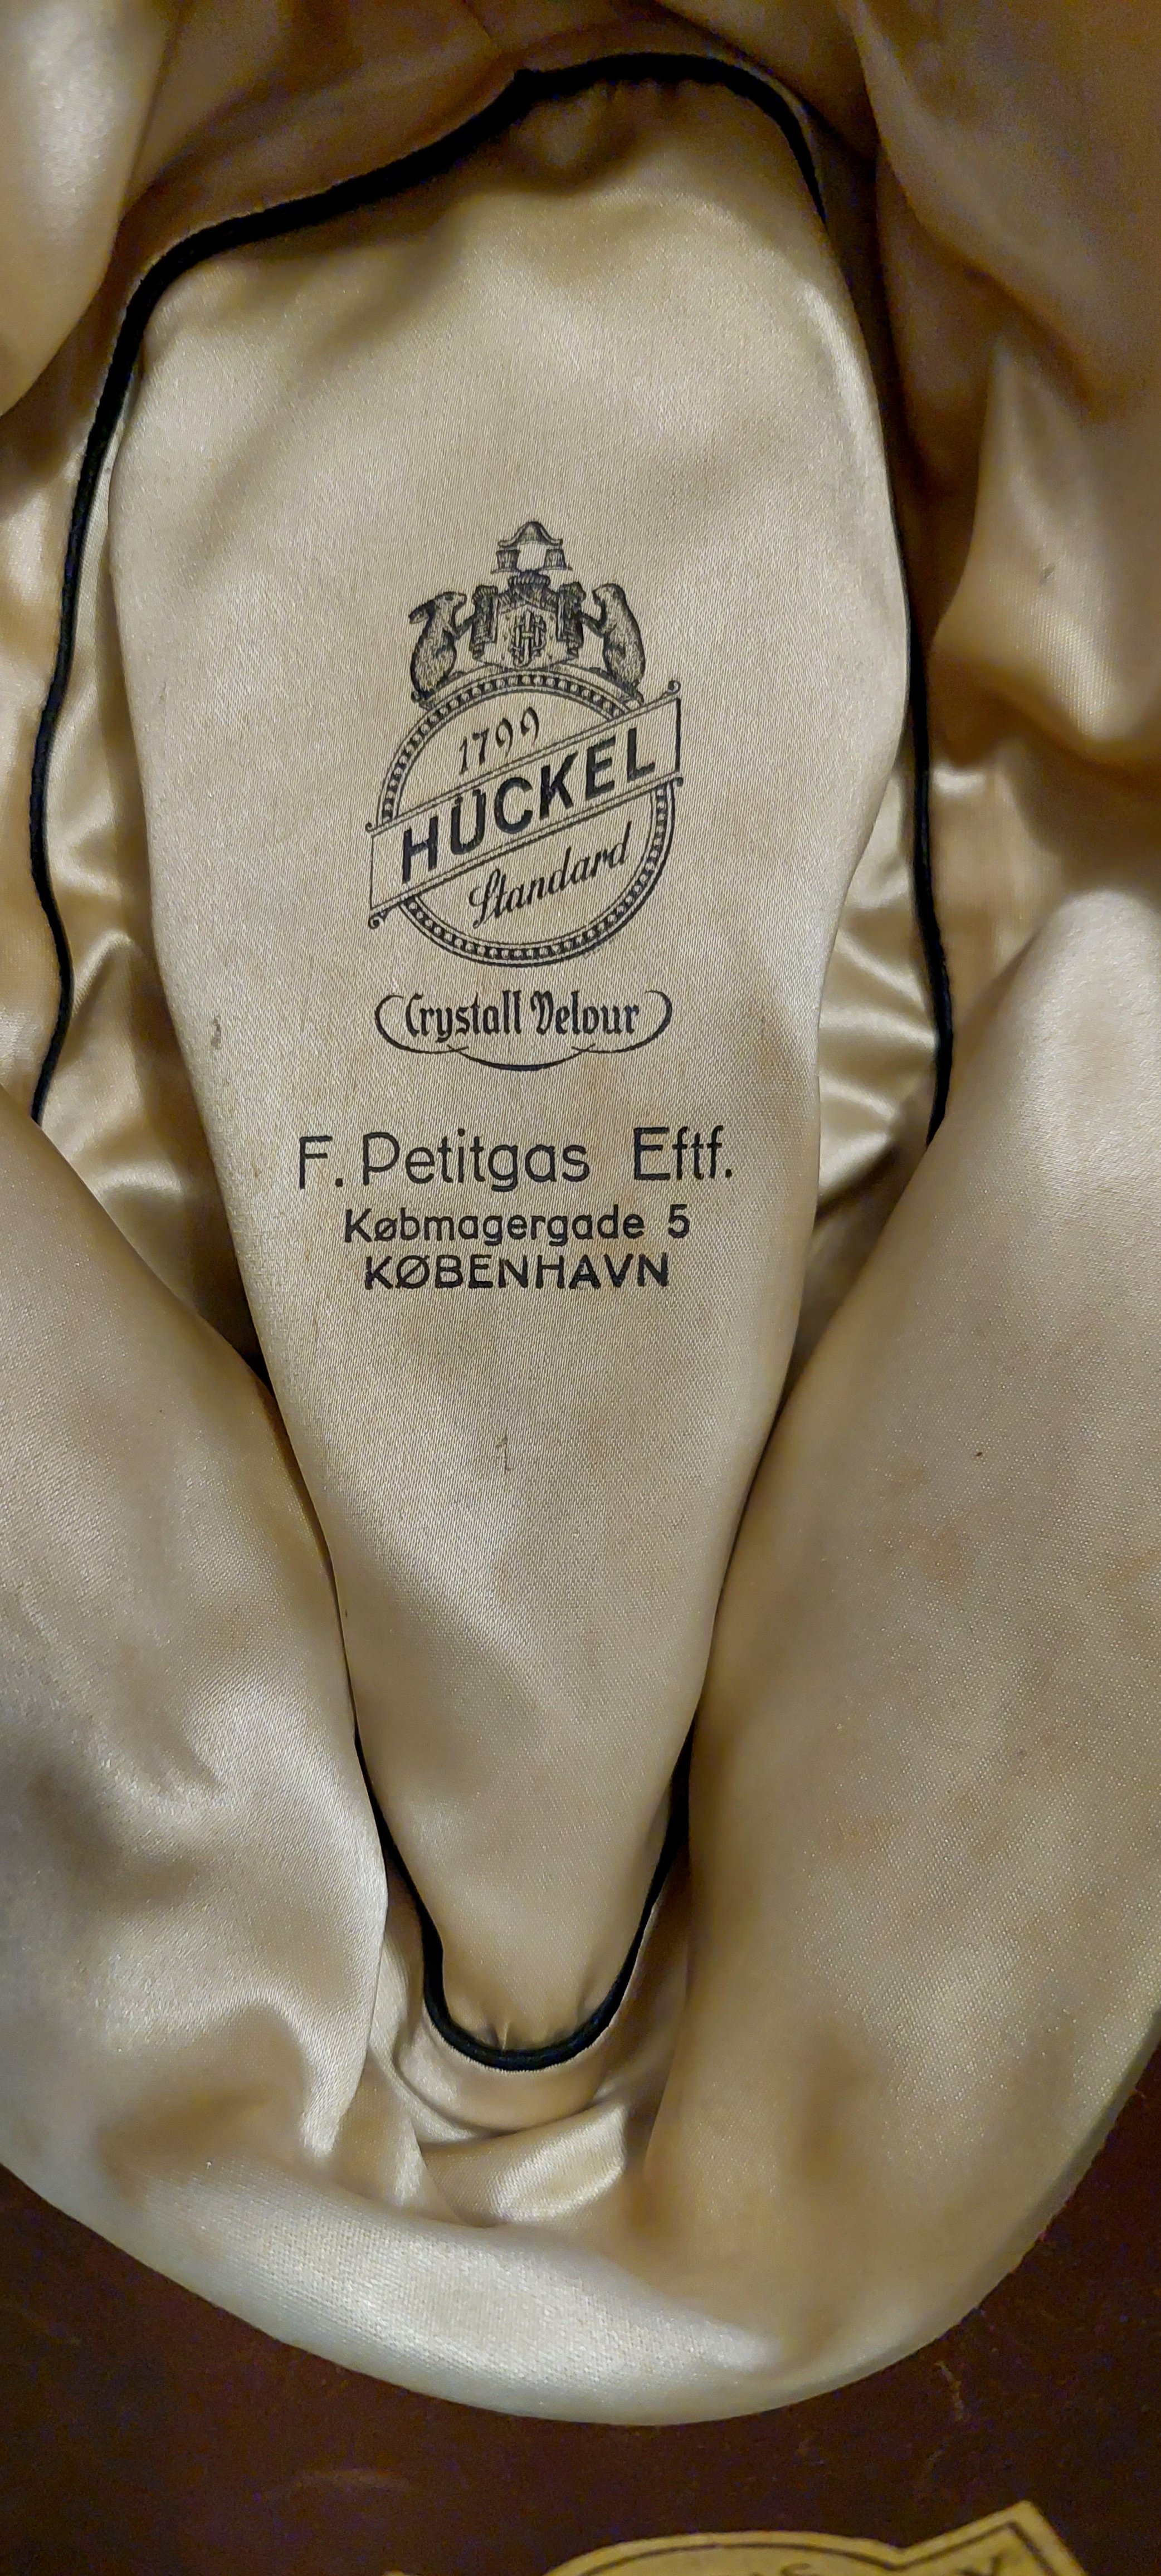 1799
HÜCKEL
Standard
Crystall Velour
F. Petitgas Eftf.
Købmagergade 5
KØBENHAVN